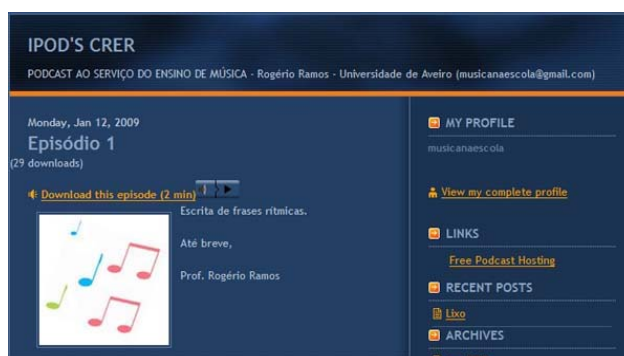 IPOD'S CRER
PODCAST AO SERVIÇO DO ENSINO DE MÚSICA - Rogério Ramos - Universidade de Aveiro (musicanaescola@gmail.com)
Monday, Jan 12, 2009
Episódio 1
(29 downloads)
Download this episode (2 min)
Escrita de frases rítmicas.
Até breve,
Prof. Rogério Ramos
MY PROFILE
musicanaescola
View my complete profile
LINKS
Free Podcast Hosting
RECENT POSTS
Lixo
ARCHIVES